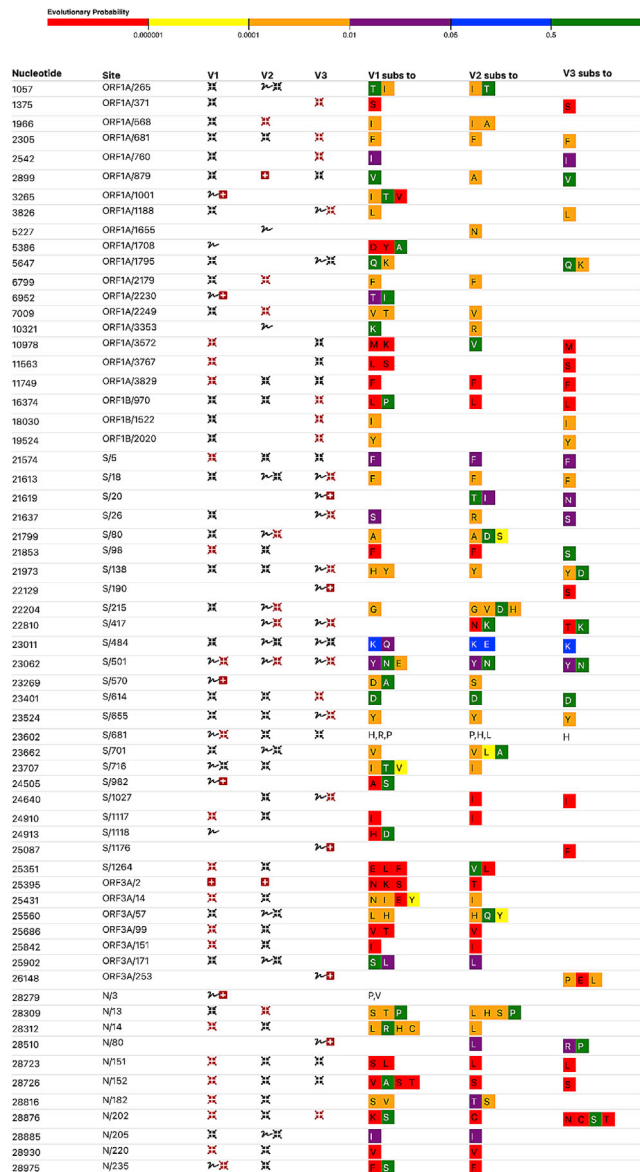 Evolutionary Probability
0.000001 0.0001 0.01 0.05 0.5
Nucleotide Site V1 V2 V3 V1 subs to V2 subs to V3 subs to
1057 ORF1A/265 T I I T
1375 ORF1A/371 S S
1966 ORF1A/568 I I A
2305 ORF1A/681 F F F
2542 ORF1A/760 I I
2899 ORF1A/879 V A V
3265 ORF1A/1001 I T V
3826 ORF1A/1188 L L
5227 ORF1A/1655 N
5386 ORF1A/1708 D Y A
5647 ORF1A/1795 Q K Q K
6799 ORF1A/2179 F F
6952 ORF1A/2230 T I
7009 ORF1A/2249 V T V
10321 ORF1A/3353 K R
10978 ORF1A/3572 M K V M
11563 ORF1A/3767 L S S
11749 ORF1A/3829 F F F
16374 ORF1B/970 L P L L
18030 ORF1B/1522 I I
19524 ORF1B/2020 Y Y
21574 S/5 F F F
21613 S/18 F F F
21619 S/20 T I N
21637 S/26 S R S
21799 S/80 A A D S
21853 S/98 F F S
21973 S/138 H Y Y Y D
22129 S/190 S
22204 S/215 G G V D H
22810 S/417 N K T K
23011 S/484 K Q K E K
23062 S/501 Y N E Y N Y N
23269 S/570 D A S
23401 S/614 D D D
23524 S/655 Y Y Y
23602 S/681 H,R,P P,H,L H
23662 S/701 V V L A
23707 S/716 I T V I
24505 S/982 A S
24640 S/1027 I I
24910 S/1117 I I
24913 S/1118 H D
25087 S/1176 F
25351 S/1264 E L F V L
25395 ORF3A/2 N K S T
25431 ORF3A/14 N I E Y I
25560 ORF3A/57 L H H Q Y
25686 ORF3A/99 V T V
25842 ORF3A/151 I I
25902 ORF3A/171 S L L
26148 ORF3A/253 P E L
28279 N/3 P,V
28309 N/13 S T P L H S P
28312 N/14 L R H C L
28510 N/80 L R P
28723 N/151 S L L L
28726 N/152 V A S T S S
28816 N/182 S V T S
28876 N/202 K S C N C S T
28885 N/205 I I
28930 N/220 V V
28975 N/235 F S F